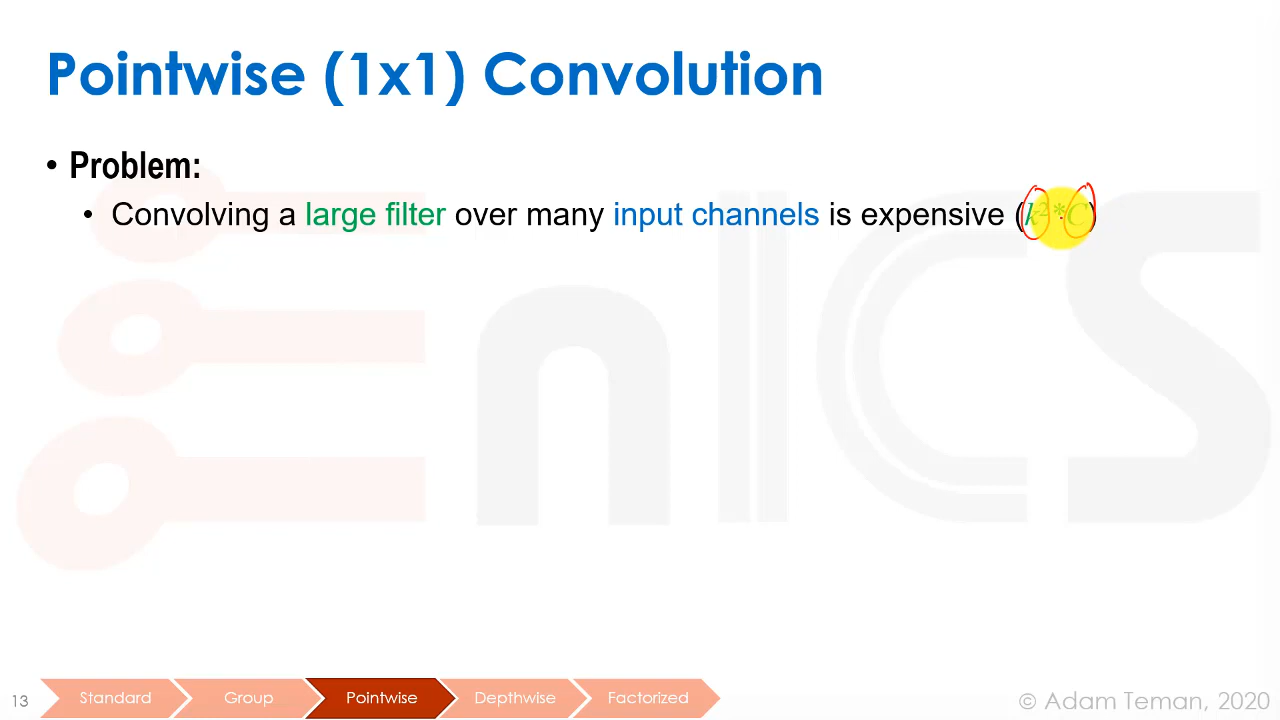 Pointwise (1x1) Convolution
• Problem:
• Convolving a large filter over many input channels is expensive (k²*C)
EnICS
13
Standard
Group
Pointwise
Depthwise
Factorized
© Adam Teman, 2020